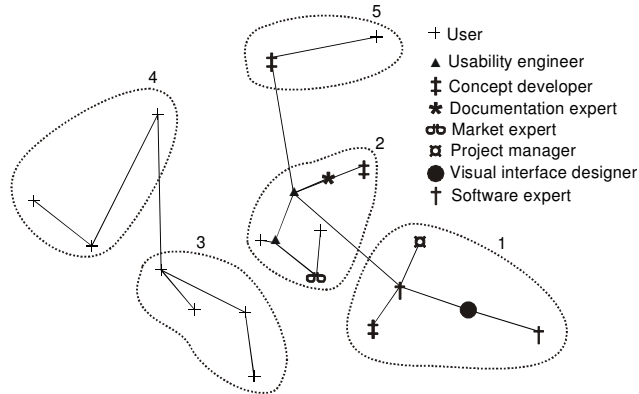 5
User
4
Usability engineer
Concept developer
Documentation expert
2
Market expert
Project manager
Visual interface designer
Software expert
3
1